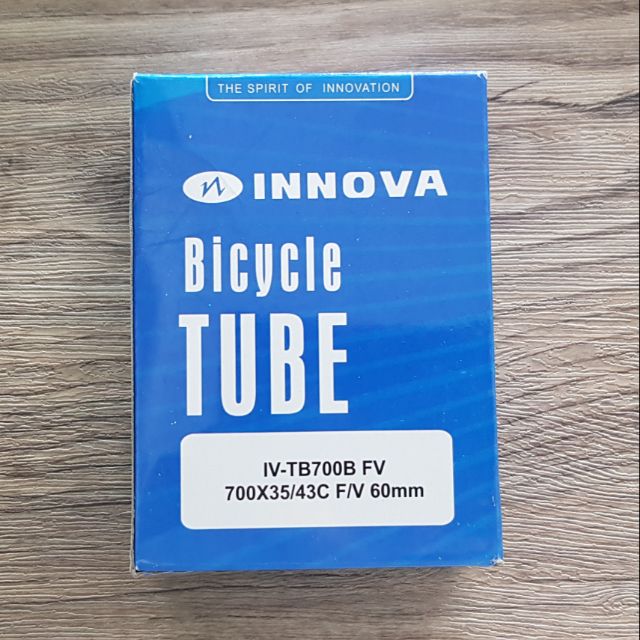 THE SPIRIT OF INNOVATION
INNOVA
Bicycle
TUBE
IV-TB700B FV
700X35/43C F/V 60mm